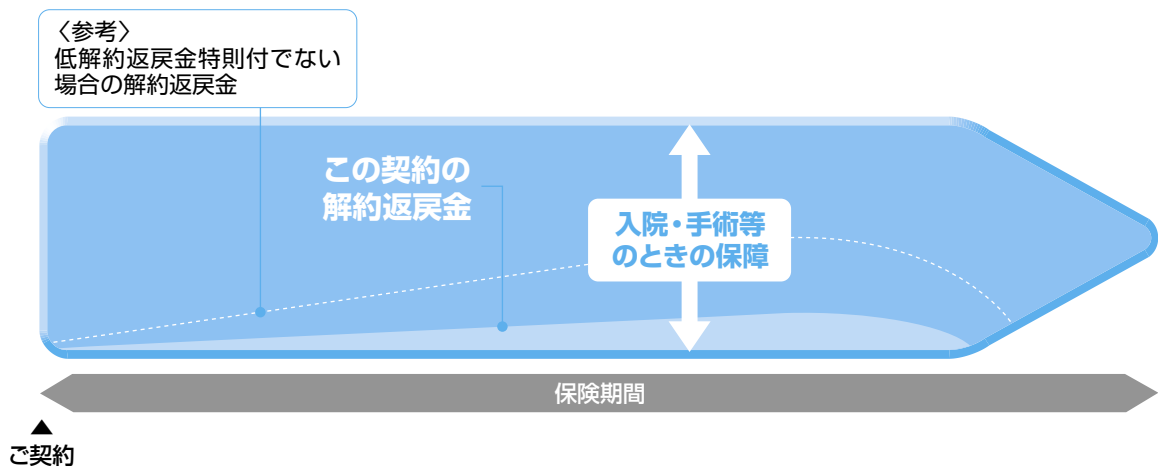 〈参考〉
低解約返戻金特則付でない
場合の解約返戻金
この契約の
解約返戻金
入院・手術等
のときの保障
保険期間
▲
ご契約